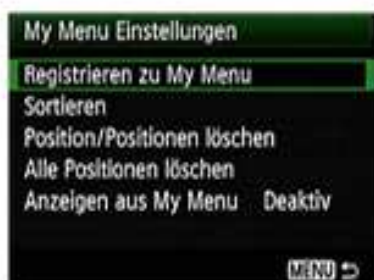 My Menu Einstellungen
Registrieren zu My Menu
Sortieren
Position/Positionen löschen
Alle Positionen löschen
Anzeigen aus My Menu Deaktiv
MENU